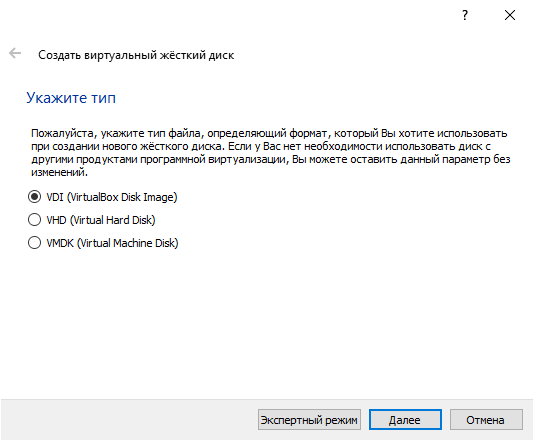 ?
Создать виртуальный жёсткий диск
Укажите тип
Пожалуйста, укажите тип файла, определяющий формат, который Вы хотите использовать
при создании нового жёсткого диска. Если у Вас нет необходимости использовать диск с
другими продуктами программной виртуализации, Вы можете оставить данный параметр без
изменений.
VDI (VirtualBox Disk Image)
VHD (Virtual Hard Disk)
VMDK (Virtual Machine Disk)
Экспертный режим Далее Отмена